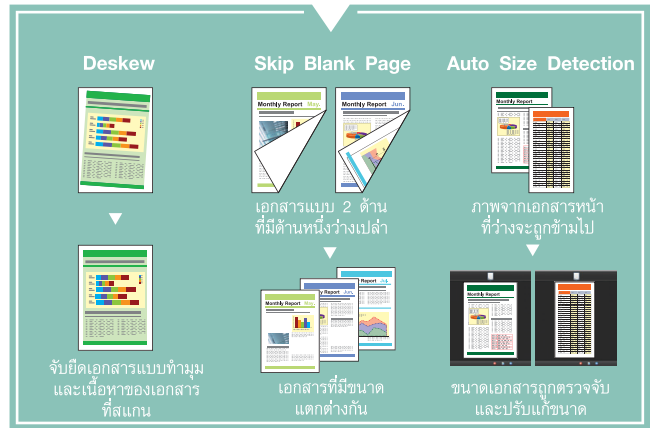 Deskew
จับยืดเอกสารแบบทำมุม
และเนื้อหาของเอกสาร
ที่สแกน
Skip Blank Page
Monthly Report May.
Monthly Report Jun.
เอกสารแบบ 2 ด้าน
ที่มีด้านหนึ่งว่างเปล่า
Monthly Report May.
Monthly Report Jun.
เอกสารที่มีขนาด
แตกต่างกัน
Auto Size Detection
Monthly Report
ภาพจากเอกสารหน้า
ที่ว่างจะถูกข้ามไป
Monthly Report
ขนาดเอกสารถูกตรวจจับ
และปรับแก้ขนาด